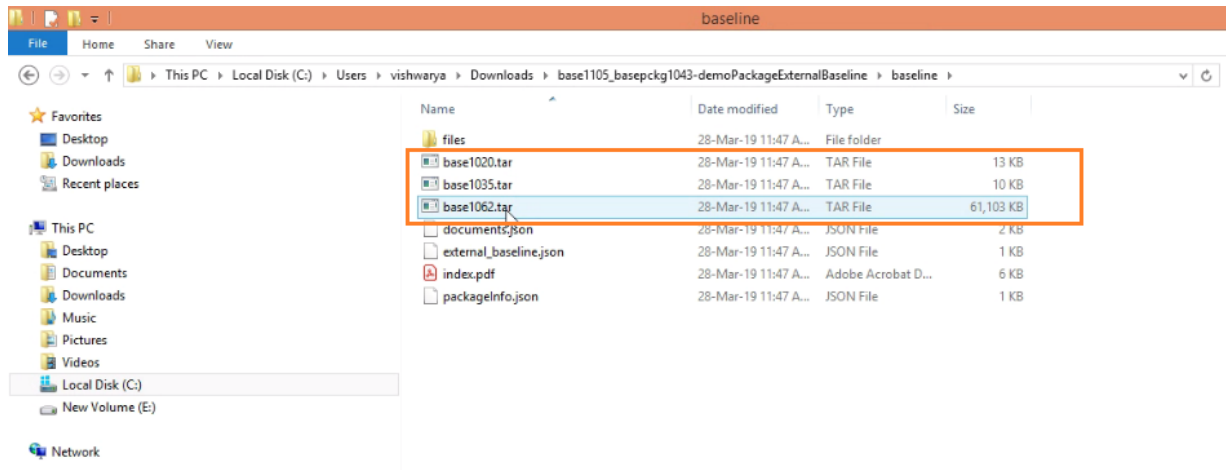 baseline
File Home Share View
This PC Local Disk (C:) Users vishwarya Downloads base1105_basepckg1043-demoPackageExternalBaseline baseline
Favorites
Desktop
Downloads
Recent places
This PC
Desktop
Documents
Downloads
Music
Pictures
Videos
Local Disk (C:)
New Volume (E:)
Network
Name Date modified Type Size
files 28-Mar-19 11:47 A... File folder
base1020.tar 28-Mar-19 11:47 A... TAR File 13 KB
base1035.tar 28-Mar-19 11:47 A... TAR File 10 KB
base1062.tar 28-Mar-19 11:47 A... TAR File 61,103 KB
documents.json 28-Mar-19 11:47 A... JSON File 2 KB
external_baseline.json 28-Mar-19 11:47 A... JSON File 1 KB
index.pdf 28-Mar-19 11:47 A... Adobe Acrobat D... 6 KB
packageInfo.json 28-Mar-19 11:47 A... JSON File 1 KB